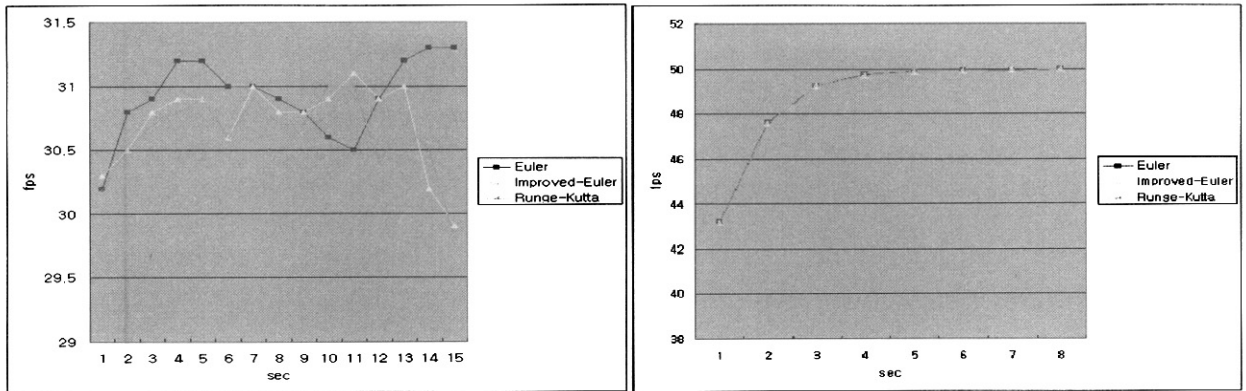 31.5
31
30.5
30
29.5
29
fps
1 2 3 4 5 6 7 8 9 10 11 12 13 14 15
sec
Euler
Improved-Euler
Runge-Kutta
52
50
48
46
44
42
40
38
fps
1 2 3 4 5 6 7 8
sec
Euler
Improved-Euler
Runge-Kutta